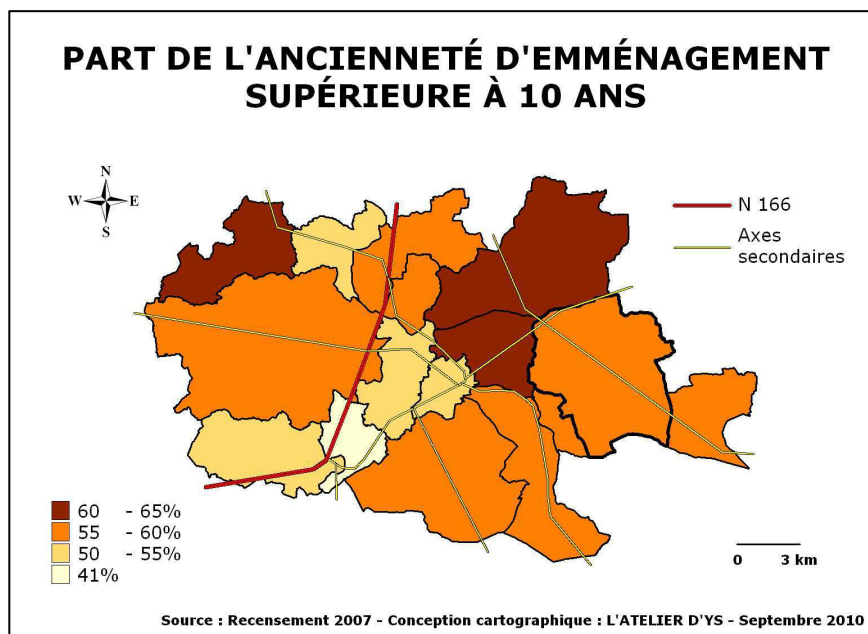 PART DE L'ANCIENNETÉ D'EMMÉNAGEMENT
SUPÉRIEURE À 10 ANS
N
W E
S
N 166
Axes
secondaires
60 - 65%
55 - 60%
50 - 55%
41%
0 3 km
Source : Recensement 2007 - Conception cartographique : L'ATELIER D'YS - Septembre 2010